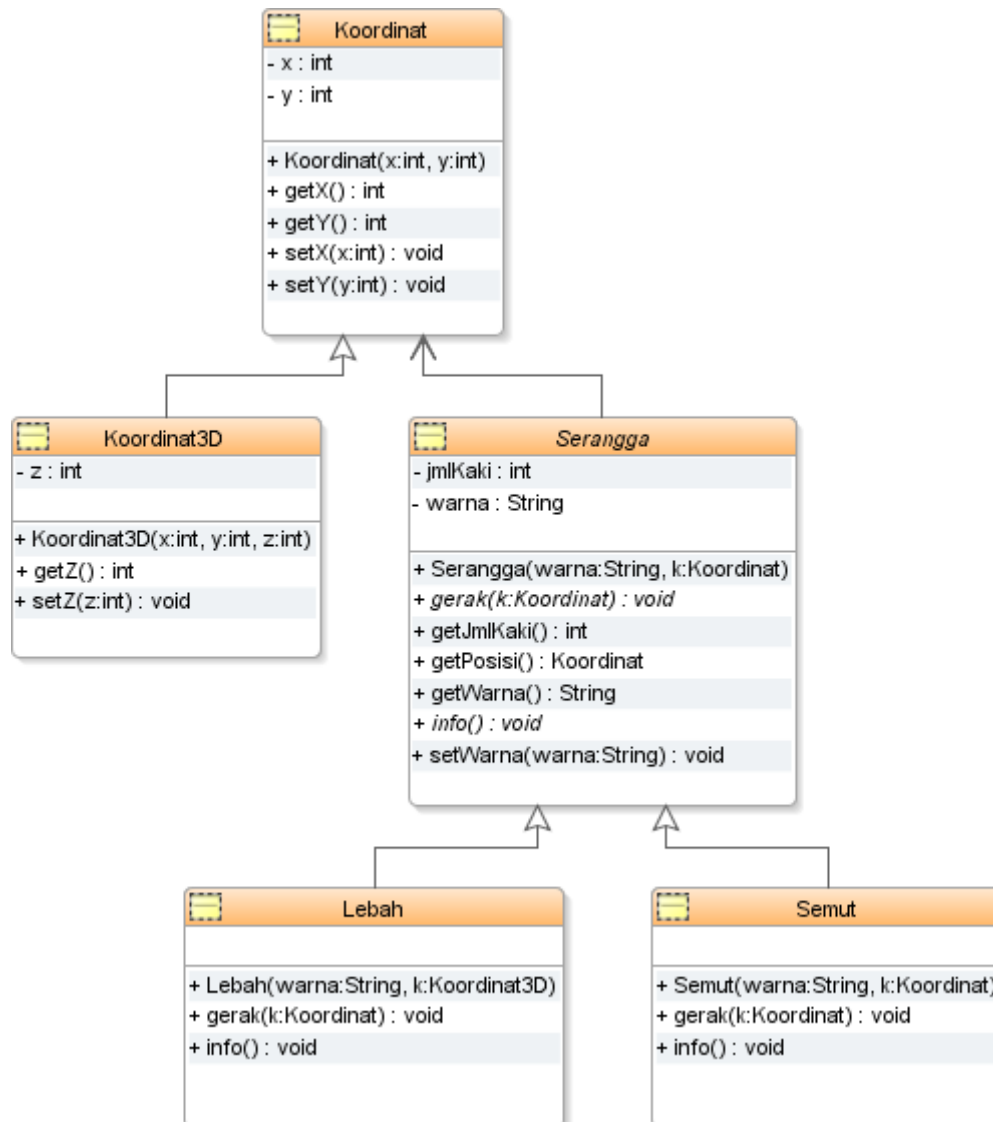 Koordinat
- x : int
- y : int
+ Koordinat(x:int, y:int)
+ getX() : int
+ getY() : int
+ setX(x:int) : void
+ setY(y:int) : void
Koordinat3D
- z : int
+ Koordinat3D(x:int, y:int, z:int)
+ getZ() : int
+ setZ(z:int) : void
Serangga
- jmlKaki : int
- warna : String
+ Serangga(warna:String, k:Koordinat)
+ gerak(k:Koordinat) : void
+ getJmlKaki() : int
+ getPosisi() : Koordinat
+ getWarna() : String
+ info() : void
+ setWarna(warna:String) : void
Lebah
+ Lebah(warna:String, k:Koordinat3D)
+ gerak(k:Koordinat) : void
+ info() : void
Semut
+ Semut(warna:String, k:Koordinat)
+ gerak(k:Koordinat) : void
+ info() : void